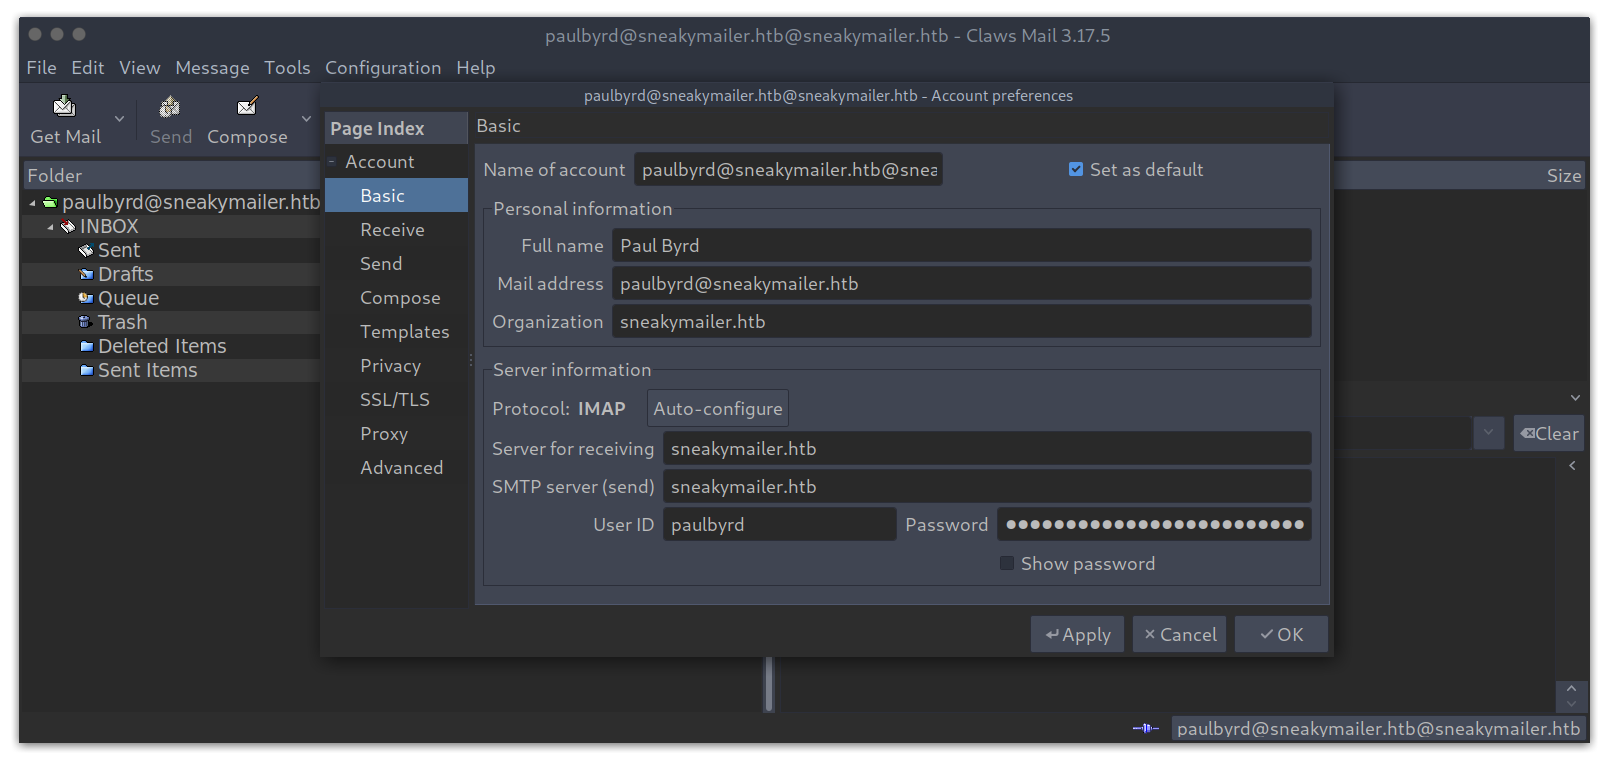 paulbyrd@sneakymailer.htb@sneakymailer.htb - Claws Mail 3.17.5
File Edit View Message Tools Configuration Help
Get Mail Send Compose
paulbyrd@sneakymailer.htb@sneakymailer.htb - Account preferences
Folder
Size
paulbyrd@sneakymailer.htb
INBOX
Sent
Drafts
Queue
Trash
Deleted Items
Sent Items
Page Index
Account
Basic
Receive
Send
Compose
Templates
Privacy
SSL/TLS
Proxy
Advanced
Basic
Name of account paulbyrd@sneakymailer.htb@snea Set as default
Personal information
Full name Paul Byrd
Mail address paulbyrd@sneakymailer.htb
Organization sneakymailer.htb
Server information
Protocol: IMAP Auto-configure
Server for receiving sneakymailer.htb
SMTP server (send) sneakymailer.htb
User ID paulbyrd Password ●●●●●●●●●●●●●●●●●●●●●●●●●
Show password
Apply Cancel OK
Clear
paulbyrd@sneakymailer.htb@sneakymailer.htb